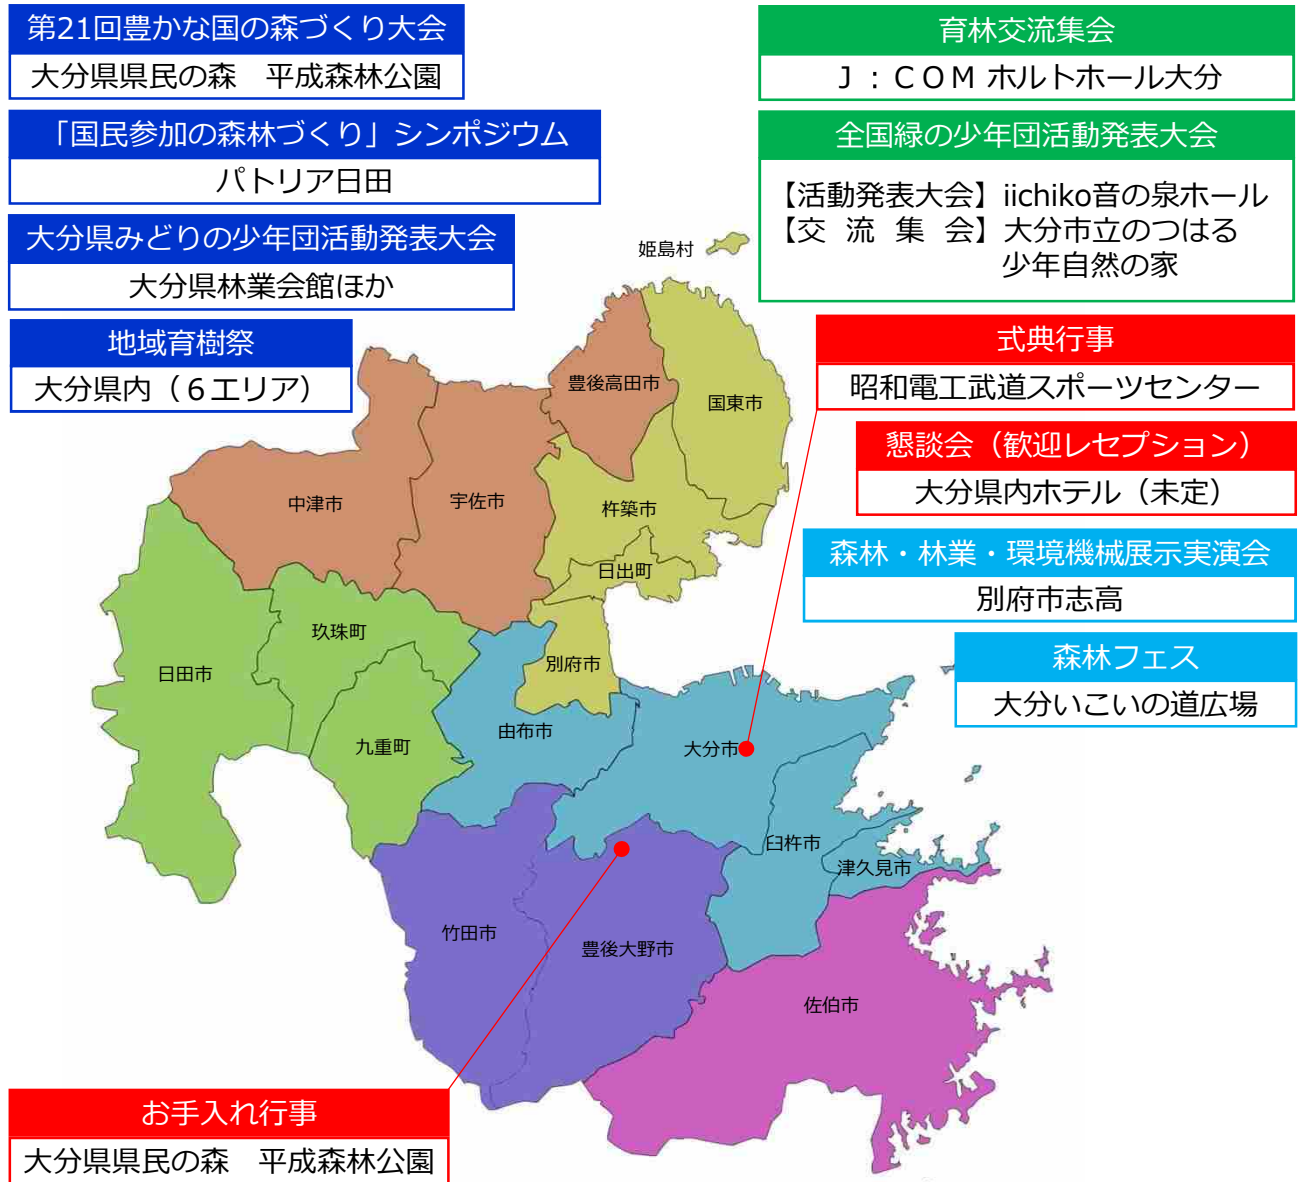 第21回豊かな国の森づくり大会
大分県県民の森　平成森林公園
「国民参加の森林づくり」シンポジウム
パトリア日田
大分県みどりの少年団活動発表大会
大分県林業会館ほか
地域育樹祭
大分県内（６エリア）
育林交流集会
Ｊ：ＣＯＭ ホルトホール大分
全国緑の少年団活動発表大会
【活動発表大会】iichiko音の泉ホール
【交　流　集　会】大分市立のつはる
少年自然の家
式典行事
昭和電工武道スポーツセンター
懇談会（歓迎レセプション）
大分県内ホテル（未定）
森林・林業・環境機械展示実演会
別府市志高
森林フェス
大分いこいの道広場
姫島村
豊後高田市
国東市
中津市
宇佐市
杵築市
日出町
玖珠町
日田市
別府市
九重町
由布市
大分市
臼杵市
津久見市
竹田市
豊後大野市
佐伯市
お手入れ行事
大分県県民の森　平成森林公園